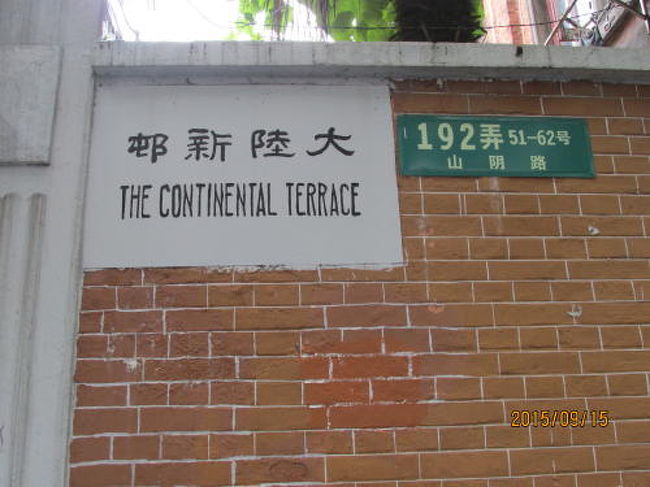 大陸新邨
THE CONTINENTAL TERRACE
192弄 51-62号
山阴路
2015/09/15